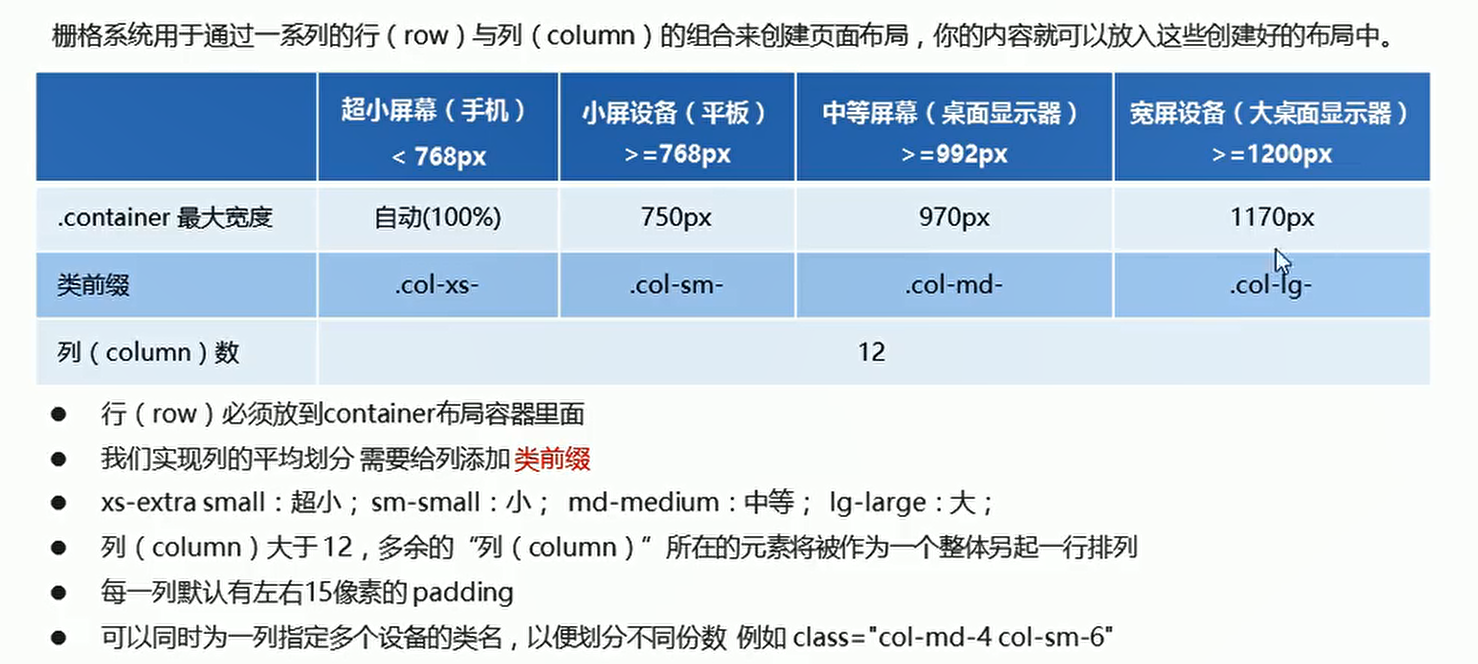 栅格系统用于通过一系列的行（row）与列（column）的组合来创建页面布局，你的内容就可以放入这些创建好的布局中。
超小屏幕（手机） 小屏设备（平板） 中等屏幕（桌面显示器） 宽屏设备（大桌面显示器）
< 768px >=768px >=992px >=1200px
.container 最大宽度 自动(100%) 750px 970px 1170px
类前缀 .col-xs- .col-sm- .col-md- .col-lg-
列（column）数 12
● 行（row）必须放到container布局容器里面
● 我们实现列的平均划分 需要给列添加 类前缀
● xs-extra small：超小； sm-small：小； md-medium：中等； lg-large：大；
● 列（column）大于 12，多余的“列（column）”所在的元素将被作为一个整体另起一行排列
● 每一列默认有左右15像素的 padding
● 可以同时为一列指定多个设备的类名，以便划分不同份数 例如 class="col-md-4 col-sm-6"